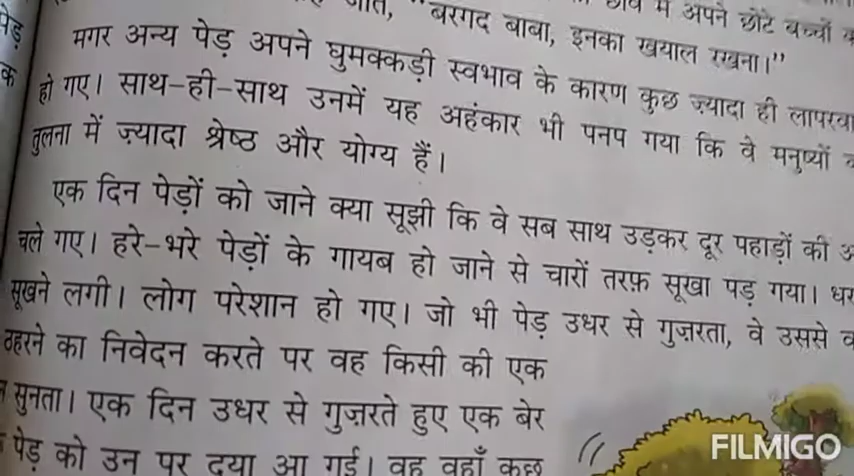 जाते, "बरगद बाबा, इनका खयाल रखना।"
छाँव में अपने छोटे बच्चों
मगर अन्य पेड़ अपने घुमक्कड़ी स्वभाव के कारण कुछ ज़्यादा ही
हो गए। साथ-ही-साथ उनमें यह अहंकार भी पनप गया कि वे मनुष्यों
तुलना में ज़्यादा श्रेष्ठ और योग्य हैं।
एक दिन पेड़ों को जाने क्या सूझी कि वे सब साथ उड़कर दूर पहाड़ों की
चले गए। हरे-भरे पेड़ों के गायब हो जाने से चारों तरफ़ सूखा पड़ गया।
सूखने लगी। लोग परेशान हो गए। जो भी पेड़ उधर से गुज़रता, वे उससे
ठहरने का निवेदन करते पर वह किसी की एक
सुनता। एक दिन उधर से गुज़रते हुए एक बेर
पेड़ को उन पर दया आ गई। वह वहाँ कुछ
पेड़
क
FILMIGO